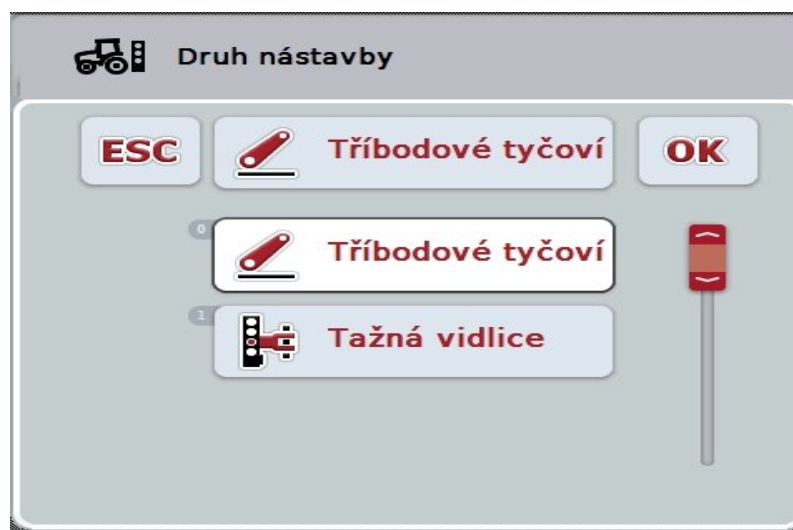 Druh nástavby
ESC
Tříbodové tyčoví
OK
0
Tříbodové tyčoví
1
Tažná vidlice